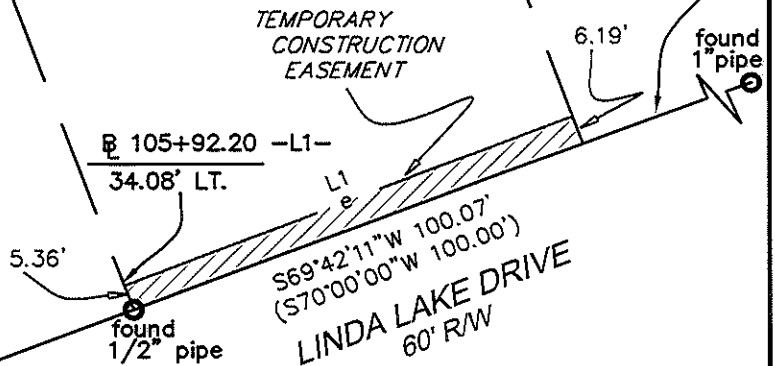 TEMPORARY
CONSTRUCTION
EASEMENT
6.19'
found
1" pipe
105+92.20 -L1-
34.08' LT.
L1
e
5.36'
S69°42'11"W 100.07'
(S70°00'00"W 100.00')
found
1/2" pipe
LINDA LAKE DRIVE
60' R/W